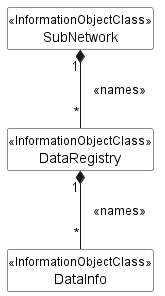 «InformationObjectClass»
SubNetwork
1
«names»
*
«InformationObjectClass»
DataRegistry
1
«names»
*
«InformationObjectClass»
DataInfo